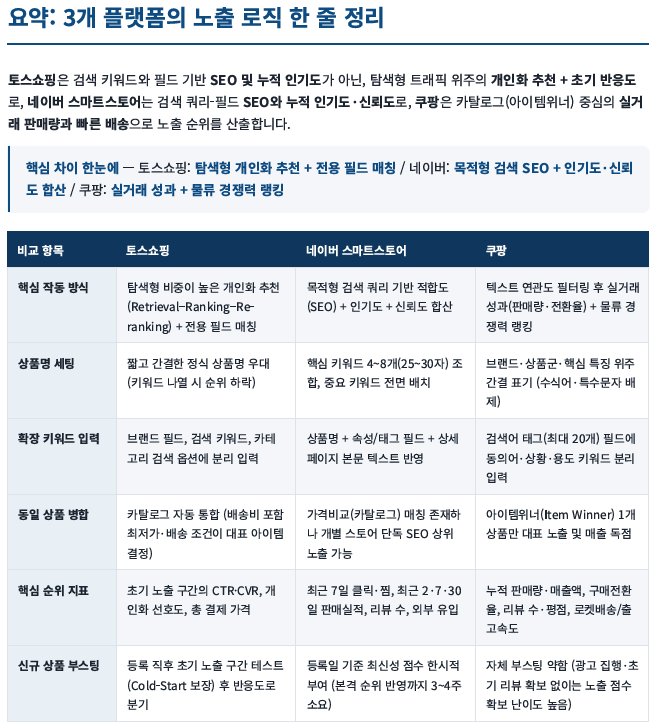 요약: 3개 플랫폼의 노출 로직 한 줄 정리
토스쇼핑은 검색 키워드와 필드 기반 SEO 및 누적 인기도가 아닌, 탐색형 트래픽 위주의 개인화 추천 + 초기 반응도
로, 네이버 스마트스토어는 검색 쿼리-필드 SEO와 누적 인기도·신뢰도로, 쿠팡은 카탈로그(아이템위너) 중심의 실거
래 판매량과 빠른 배송으로 노출 순위를 산출합니다.
핵심 차이 한눈에 — 토스쇼핑: 탐색형 개인화 추천 + 전용 필드 매칭 / 네이버: 목적형 검색 SEO + 인기도·신뢰
도 합산 / 쿠팡: 실거래 성과 + 물류 경쟁력 랭킹
비교 항목 토스쇼핑 네이버 스마트스토어 쿠팡
핵심 작동 방식
탐색형 비중이 높은 개인화 추천
(Retrieval–Ranking–Re-
ranking) + 전용 필드 매칭
목적형 검색 쿼리 기반 적합도
(SEO) + 인기도 + 신뢰도 합산
텍스트 연관도 필터링 후 실거래
성과(판매량·전환율) + 물류 경
쟁력 랭킹
상품명 세팅
짧고 간결한 정식 상품명 우대
(키워드 나열 시 순위 하락)
핵심 키워드 4~8개(25~30자) 조
합, 중요 키워드 전면 배치
브랜드·상품군·핵심 특징 위주
간결 표기 (수식어·특수문자 배
제)
확장 키워드 입력
브랜드 필드, 검색 키워드, 카테
고리 검색 옵션에 분리 입력
상품명 + 속성/태그 필드 + 상세
페이지 본문 텍스트 반영
검색어 태그(최대 20개) 필드에
동의어·상황·용도 키워드 분리
입력
동일 상품 병합
카탈로그 자동 통합 (배송비 포함
최저가·배송 조건이 대표 아이템
결정)
가격비교(카탈로그) 매칭 존재하
나 개별 스토어 단독 SEO 상위
노출 가능
아이템위너(Item Winner) 1개
상품만 대표 노출 및 매출 독점
핵심 순위 지표
초기 노출 구간의 CTR·CVR, 개
인화 선호도, 총 결제 가격
최근 7일 클릭·찜, 최근 2·7·30
일 판매실적, 리뷰 수, 외부 유입
누적 판매량·매출액, 구매전환
율, 리뷰 수·평점, 로켓배송/출
고속도
신규 상품 부스팅
등록 직후 초기 노출 구간 테스트
(Cold-Start 보장) 후 반응도로
분기
등록일 기준 최신성 점수 한시적
부여 (본격 순위 반영까지 3~4주
소요)
자체 부스팅 약함 (광고 집행·초
기 리뷰 확보 없이는 노출 점수
확보 난이도 높음)